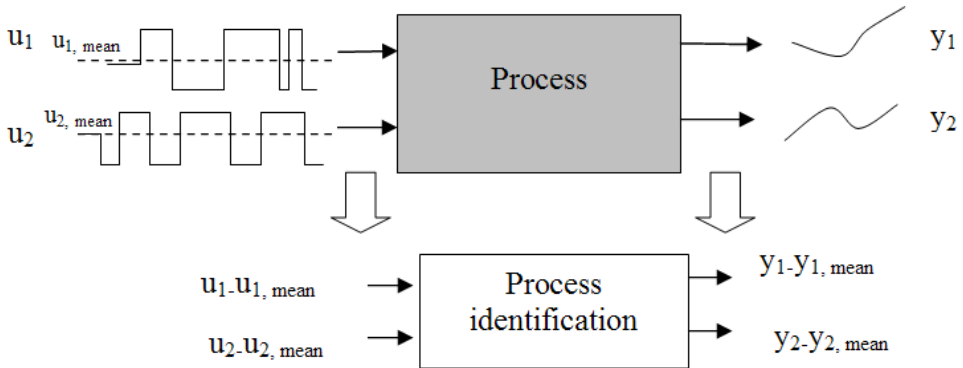 u1 u1, mean
Process
y1
u2 u2, mean
y2
u1-u1, mean
Process
identification
y1-y1, mean
u2-u2, mean
y2-y2, mean